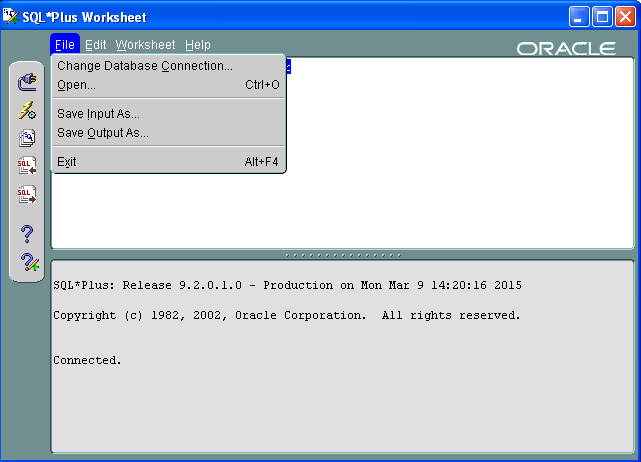 SQL*Plus Worksheet
File Edit Worksheet Help
ORACLE
Change Database Connection...
Open... Ctrl+O
Save Input As...
Save Output As...
Exit Alt+F4
SQL
SQL
SQL*Plus: Release 9.2.0.1.0 - Production on Mon Mar 9 14:20:16 2015
Copyright (c) 1982, 2002, Oracle Corporation.  All rights reserved.
Connected.